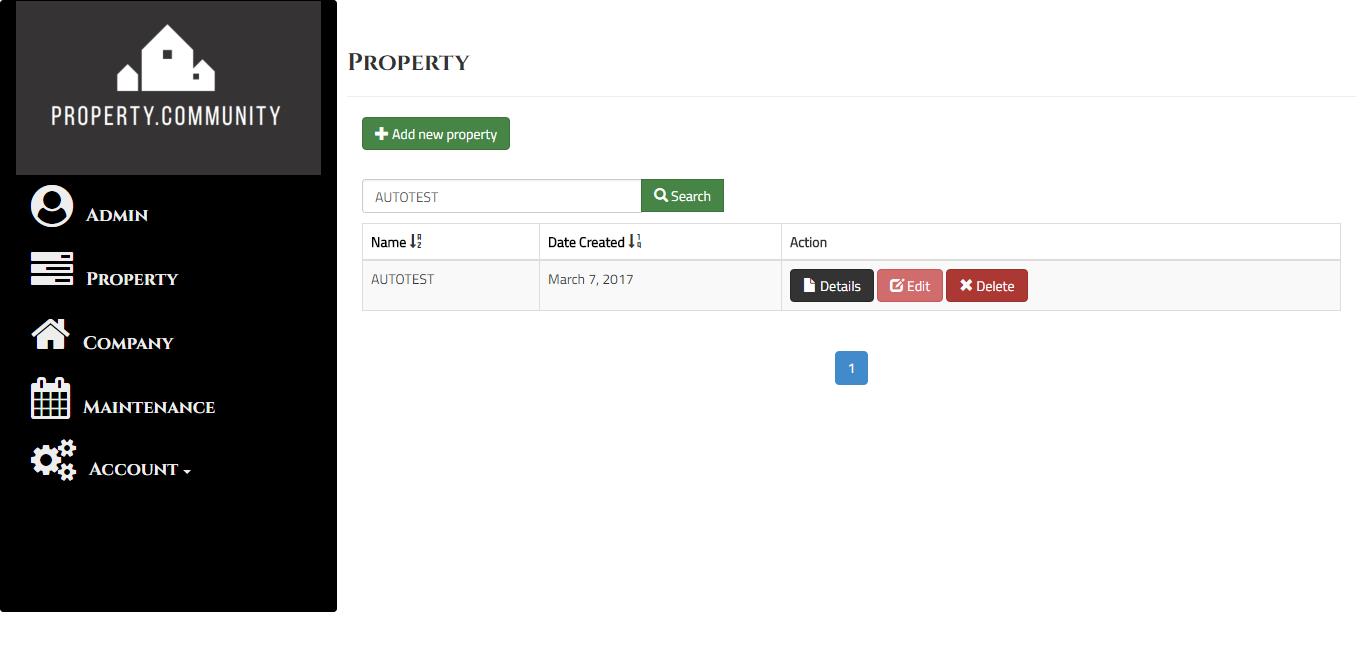 PROPERTY.COMMUNITY
Admin
Property
Company
Maintenance
Account
Property
Add new property
AUTOTEST
Search
Name Date Created Action
AUTOTEST March 7, 2017 Details Edit Delete
1